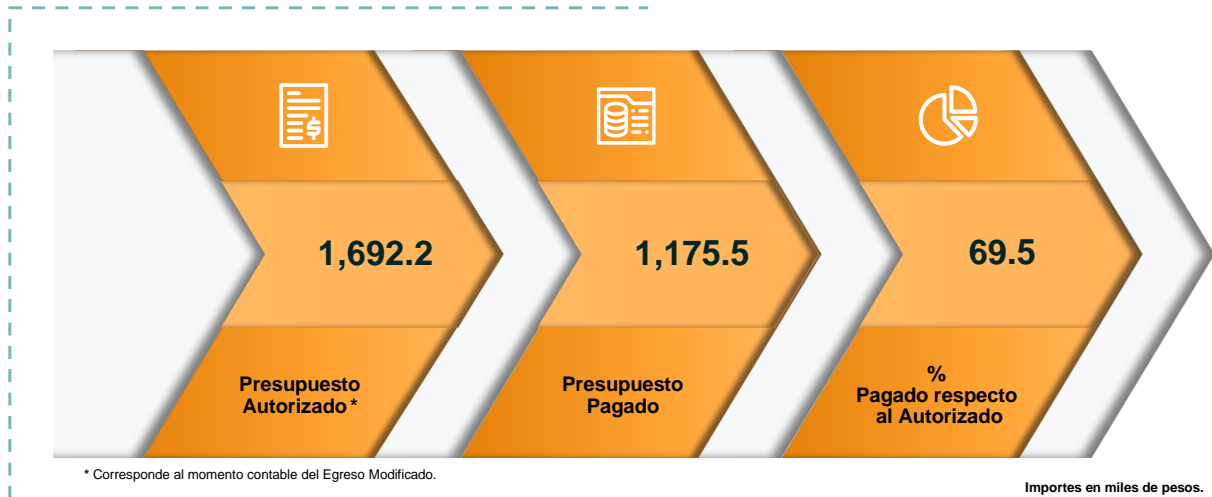 1,692.2
1,175.5
69.5
Presupuesto
Autorizado *
Presupuesto
Pagado
%
Pagado respecto
al Autorizado
* Corresponde al momento contable del Egreso Modificado.
Importes en miles de pesos.